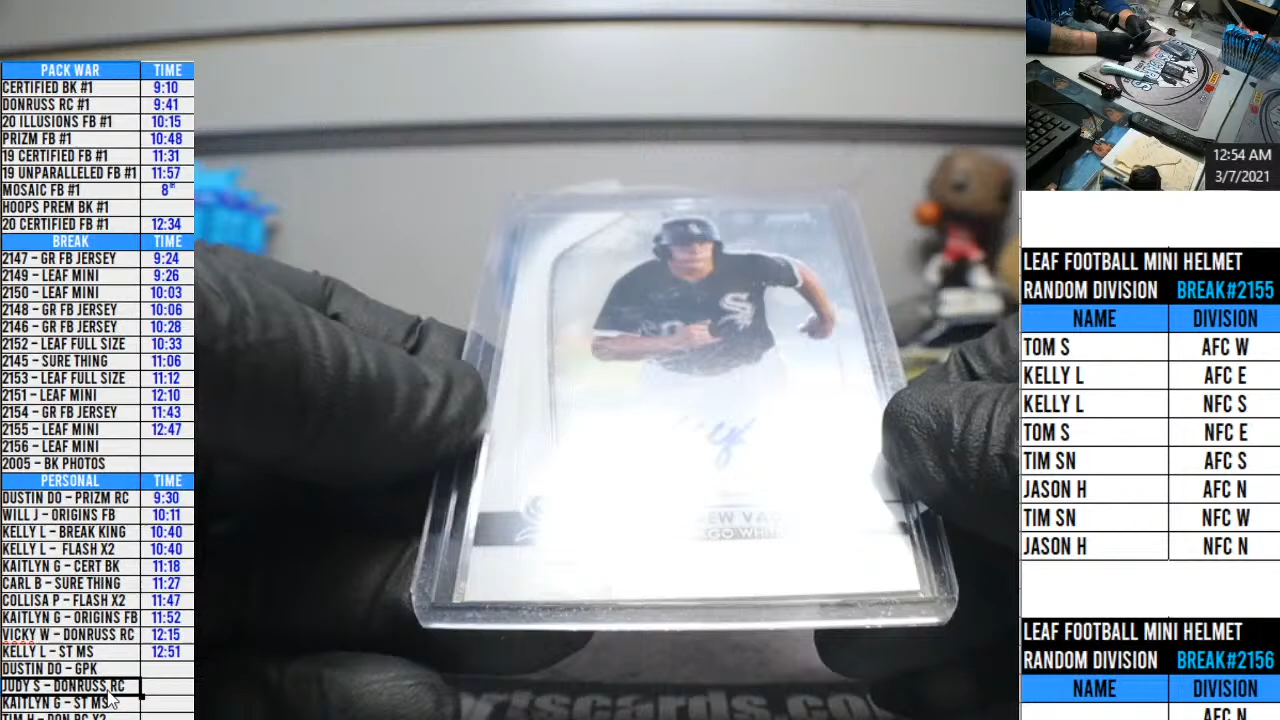 PACK WAR TIME
CERTIFIED BK #1 9:10
DONRUSS RC #1 9:41
20 ILLUSIONS FB #1 10:15
PRIZM FB #1 10:48
19 CERTIFIED FB #1 11:31
19 UNPARALLELED FB #1 11:57
MOSAIC FB #1 8TH
HOOPS PREM BK #1
20 CERTIFIED FB #1 12:34
BREAK TIME
2147 - GR FB JERSEY 9:24
2149 - LEAF MINI 9:26
2150 - LEAF MINI 10:03
2148 - GR FB JERSEY 10:06
2146 - GR FB JERSEY 10:28
2152 - LEAF FULL SIZE 10:33
2145 - SURE THING 11:06
2153 - LEAF FULL SIZE 11:12
2151 - LEAF MINI 12:10
2154 - GR FB JERSEY 11:43
2155 - LEAF MINI 12:47
2156 - LEAF MINI
2005 - BK PHOTOS
PERSONAL TIME
DUSTIN DO - PRIZM RC 9:30
WILL J - ORIGINS FB 10:11
KELLY L - BREAK KING 10:40
KELLY L - FLASH X2 10:40
KAITLYN G - CERT BK 11:18
CARL B - SURE THING 11:27
COLLISA P - FLASH X2 11:47
KAITLYN G - ORIGINS FB 11:52
VICKY W - DONRUSS RC 12:15
KELLY L - ST MS 12:51
DUSTIN DO - GPK
JUDY S - DONRUSS RC
KAITLYN G - ST MS
TIM H - DON RC X2
12:54 AM
3/7/2021
LEAF FOOTBALL MINI HELMET
RANDOM DIVISION BREAK#2155
NAME DIVISION
TOM S AFC W
KELLY L AFC E
KELLY L NFC S
TOM S NFC E
TIM SN AFC S
JASON H AFC N
TIM SN NFC W
JASON H NFC N
LEAF FOOTBALL MINI HELMET
RANDOM DIVISION BREAK#2156
NAME DIVISION
AFC N